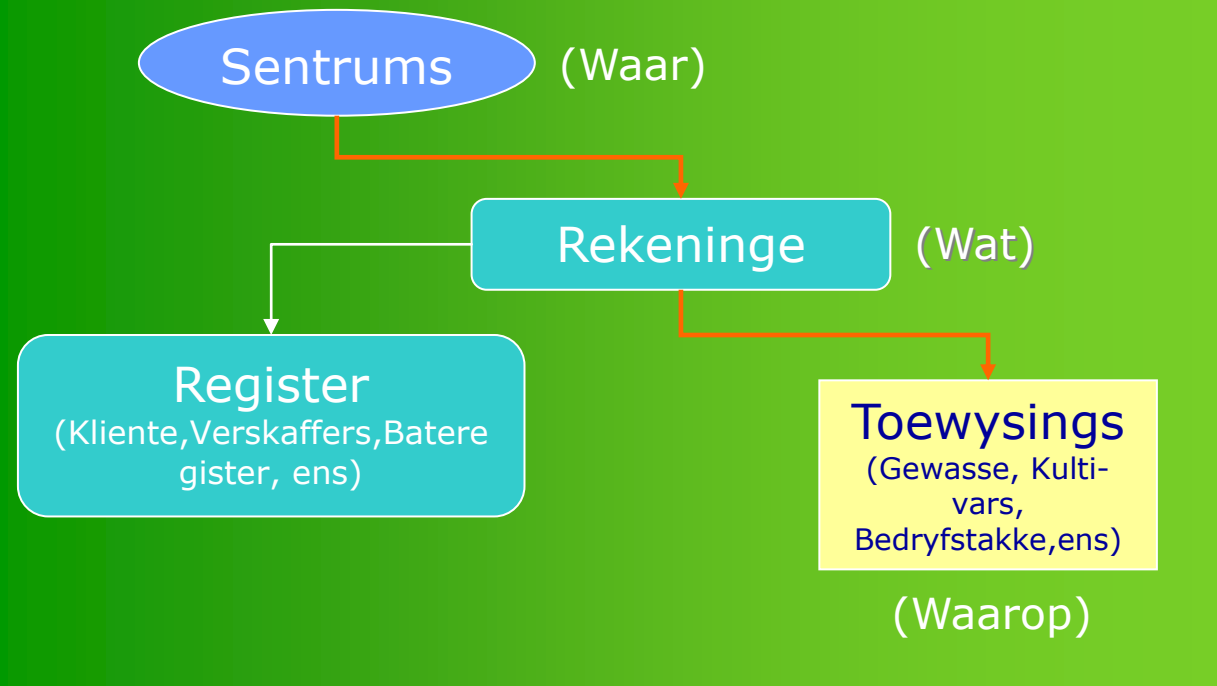 Sentrums (Waar)
Rekeninge (Wat)
Register
(Kliente,Verskaffers,Batere
gister, ens)
Toewysings
(Gewasse, Kulti-
vars,
Bedryfstakke,ens)
(Waarop)